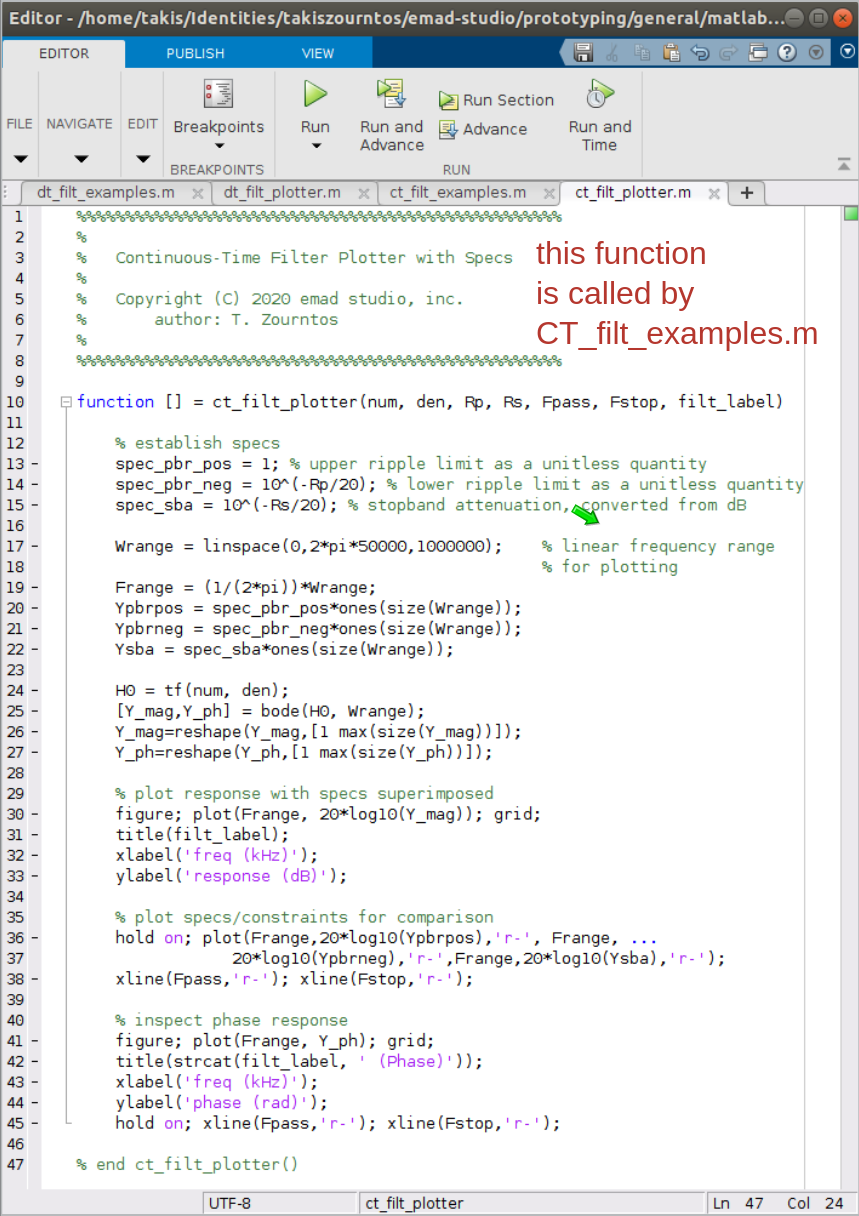 Editor - /home/takis/Identities/takiszourntos/emad-studio/prototyping/general/matlab...
EDITOR PUBLISH VIEW
FILE NAVIGATE EDIT Breakpoints Run Run and Advance Run Section Advance Run and Time
BREAKPOINTS RUN
dt_filt_examples.m dt_filt_plotter.m ct_filt_examples.m ct_filt_plotter.m +
1 %%%%%%%%%%%%%%%%%%%%%%%%%%%%%%%%%%%%%%%%%%%%%%%%%%
2 %
3 % Continuous-Time Filter Plotter with Specs
4 %
5 % Copyright (C) 2020 emad studio, inc.
6 % author: T. Zourntos
7 %
8 %%%%%%%%%%%%%%%%%%%%%%%%%%%%%%%%%%%%%%%%%%%%%%%%%%
this function
is called by
CT_filt_examples.m
9
10 function [] = ct_filt_plotter(num, den, Rp, Rs, Fpass, Fstop, filt_label)
11
12 % establish specs
13 - spec_pbr_pos = 1; % upper ripple limit as a unitless quantity
14 - spec_pbr_neg = 10^(-Rp/20); % lower ripple limit as a unitless quantity
15 - spec_sba = 10^(-Rs/20); % stopband attenuation, converted from dB
16
17 - Wrange = linspace(0,2*pi*50000,1000000); % linear frequency range
18 % for plotting
19 - Frange = (1/(2*pi))*Wrange;
20 - Ypbrpos = spec_pbr_pos*ones(size(Wrange));
21 - Ypbrneg = spec_pbr_neg*ones(size(Wrange));
22 - Ysba = spec_sba*ones(size(Wrange));
23
24 - H0 = tf(num, den);
25 - [Y_mag,Y_ph] = bode(H0, Wrange);
26 - Y_mag=reshape(Y_mag,[1 max(size(Y_mag))]);
27 - Y_ph=reshape(Y_ph,[1 max(size(Y_ph))]);
28
29 % plot response with specs superimposed
30 - figure; plot(Frange, 20*log10(Y_mag)); grid;
31 - title(filt_label);
32 - xlabel('freq (kHz)');
33 - ylabel('response (dB)');
34
35 % plot specs/constraints for comparison
36 - hold on; plot(Frange,20*log10(Ypbrpos),'r-', Frange, ...
37 20*log10(Ypbrneg),'r-',Frange,20*log10(Ysba),'r-');
38 - xline(Fpass,'r-'); xline(Fstop,'r-');
39
40 % inspect phase response
41 - figure; plot(Frange, Y_ph); grid;
42 - title(strcat(filt_label, ' (Phase)'));
43 - xlabel('freq (kHz)');
44 - ylabel('phase (rad)');
45 - hold on; xline(Fpass,'r-'); xline(Fstop,'r-');
46
47 % end ct_filt_plotter()
UTF-8 ct_filt_plotter Ln 47 Col 24